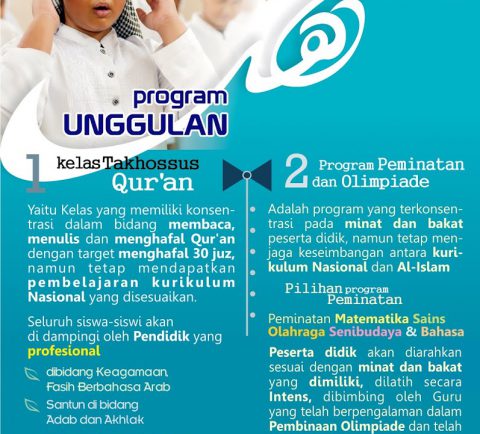 program
UNGGULAN
1 kelas Takhossus
Qur'an
Yaitu Kelas yang memiliki konsen-
trasi dalam bidang membaca,
menulis dan menghafal Qur'an
dengan target menghafal 30 juz,
namun tetap mendapatkan
pembelajaran kurikulum
Nasional yang disesuaikan.
Seluruh siswa-siswi akan
di dampingi oleh Pendidik yang
profesional
dibidang Keagamaan,
Fasih Berbahasa Arab
Santun di bidang
Adab dan Akhlak
2 Program Peminatan
dan Olimpiade
Adalah program yang terkonsen-
trasi pada minat dan bakat
peserta didik, namun tetap men-
jaga keseimbangan antara kuri-
kulum Nasional dan Al-Islam
Pilihan program
Peminatan
Peminatan Matematika Sains
Olahraga Senibudaya & Bahasa
Peserta didik akan diarahkan
sesuai dengan minat dan bakat
yang dimiliki, dilatih secara
Intens, dibimbing oleh Guru
yang telah berpengalaman dalam
Pembinaan Olimpiade dan telah